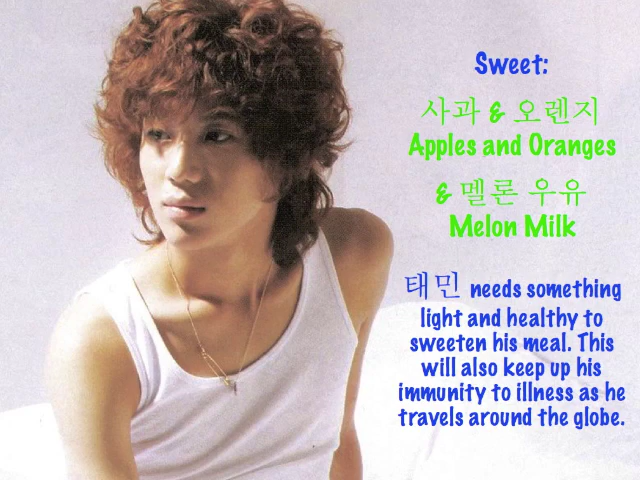 Sweet:
사과 & 오렌지
Apples and Oranges
& 멜론 우유
Melon Milk
태민 needs something
light and healthy to
sweeten his meal. This
will also keep up his
immunity to illness as he
travels around the globe.